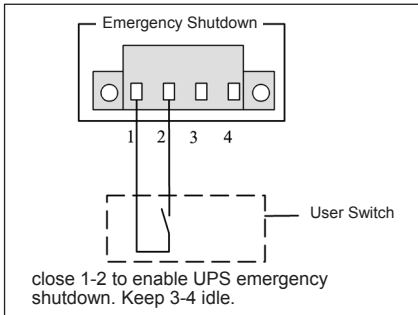 Emergency Shutdown
1 2 3 4
User Switch
close 1-2 to enable UPS emergency
shutdown. Keep 3-4 idle.